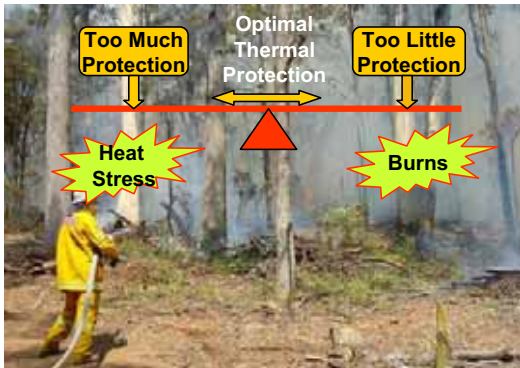 Too Much
Protection
Optimal
Thermal
Protection
Too Little
Protection
Heat
Stress
Burns